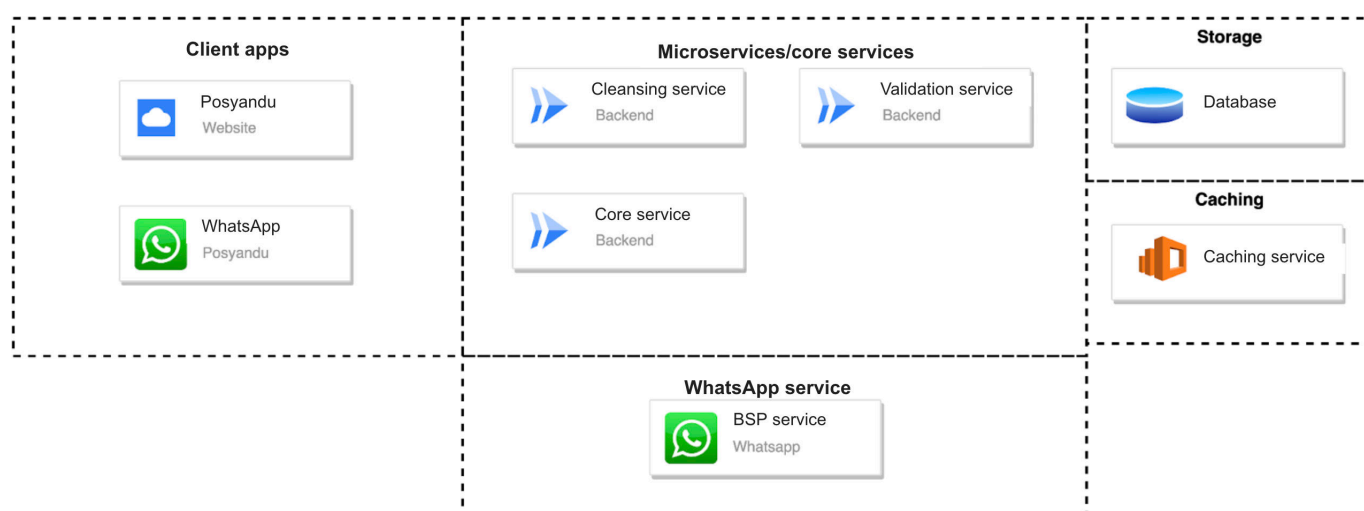 Client apps
Posyandu
Website
WhatsApp
Posyandu
Microservices/core services
Cleansing service
Backend
Validation service
Backend
Core service
Backend
Storage
Database
Caching
Caching service
WhatsApp service
BSP service
Whatsapp